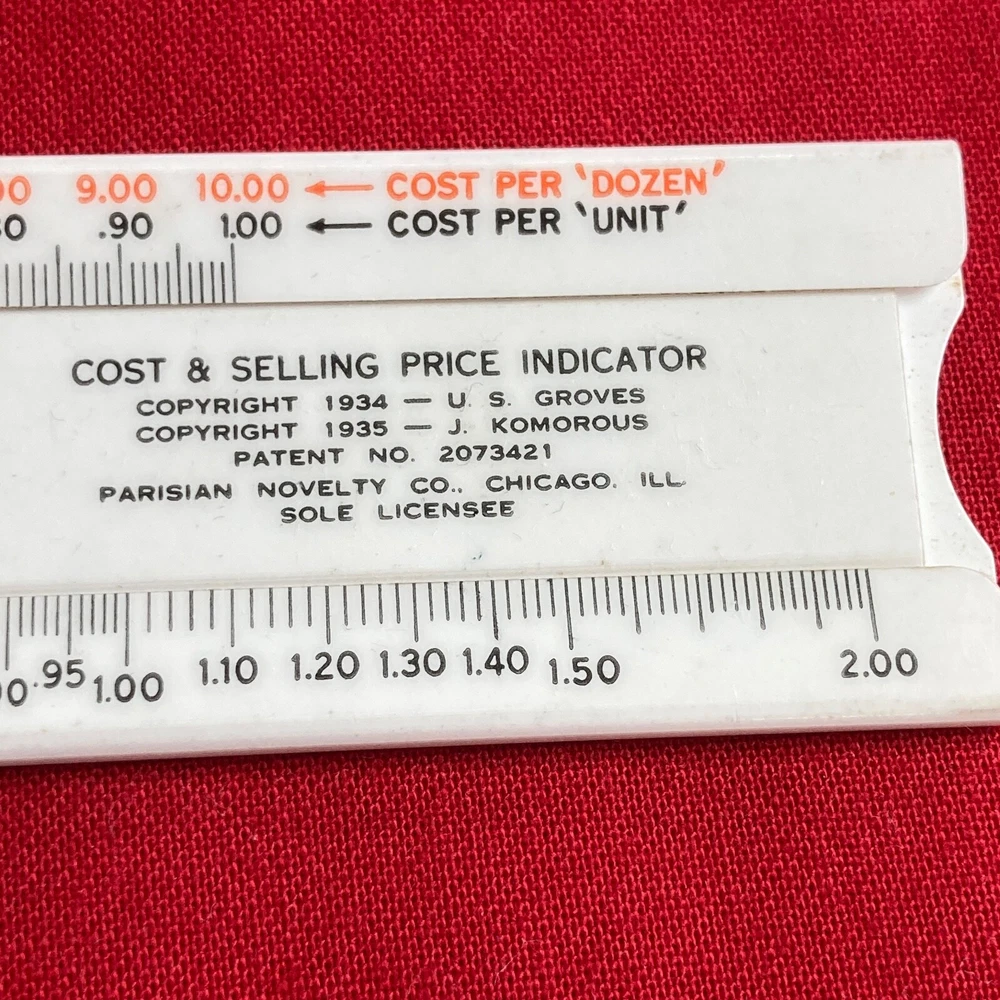 9.00 10.00 ← COST PER 'DOZEN'
.90 1.00 ← COST PER 'UNIT'
COST & SELLING PRICE INDICATOR
COPYRIGHT 1934 — U. S. GROVES
COPYRIGHT 1935 — J. KOMOROUS
PATENT NO. 2073421
PARISIAN NOVELTY CO., CHICAGO. ILL.
SOLE LICENSEE
.95 1.00 1.10 1.20 1.30 1.40 1.50 2.00